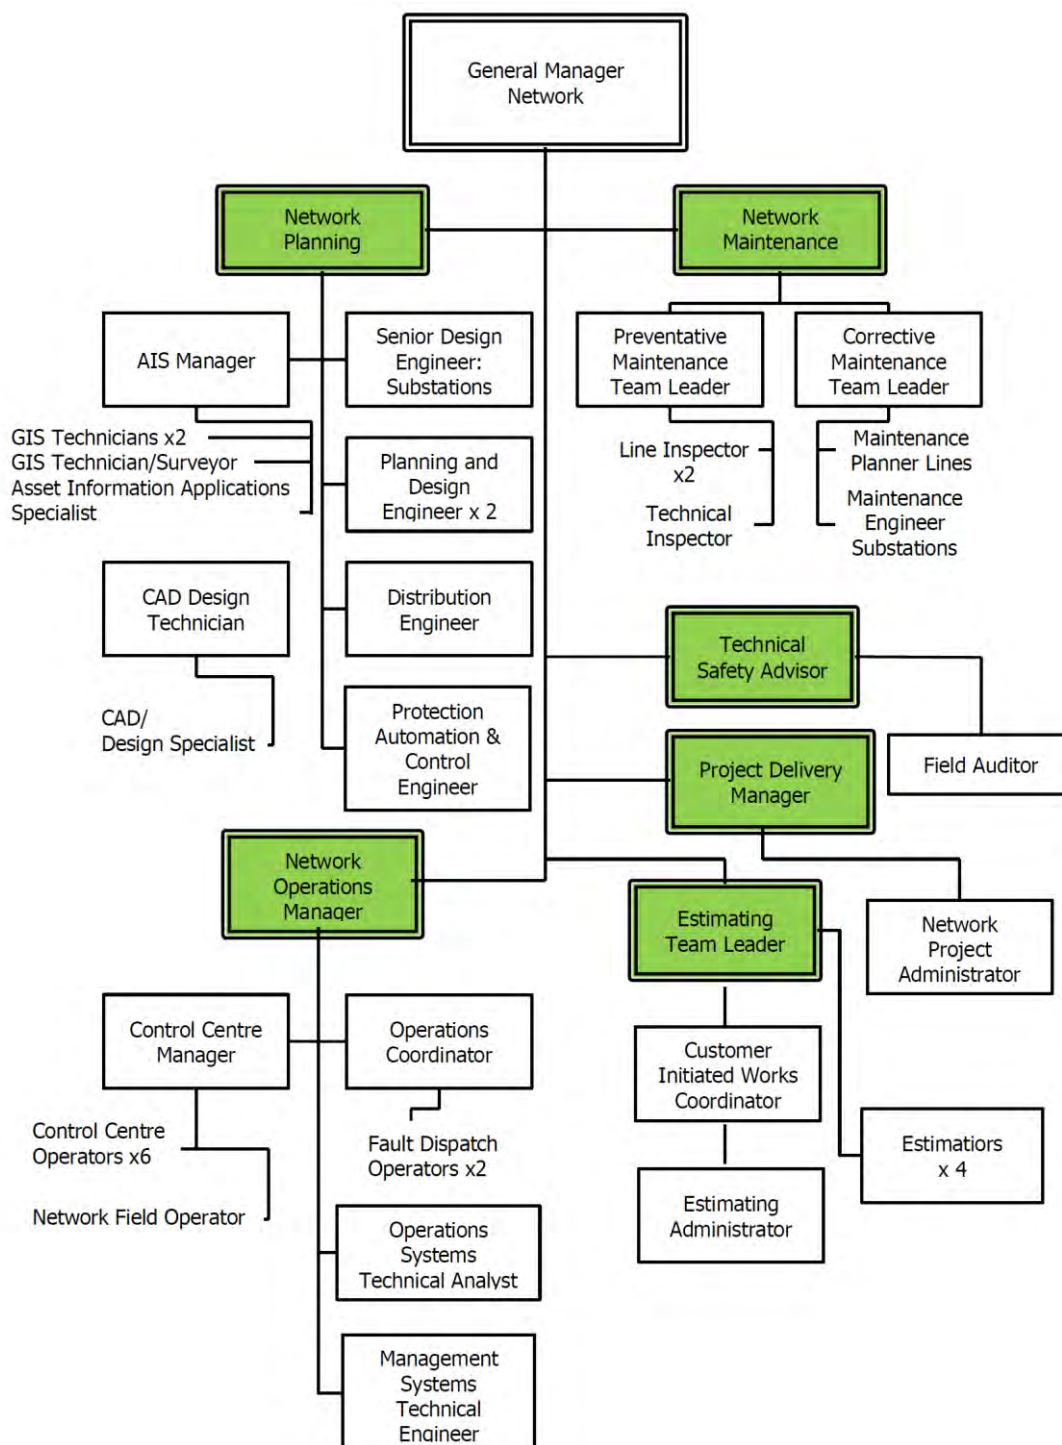 General Manager
Network
Network
Planning
Network
Maintenance
AIS Manager
Senior Design
Engineer:
Substations
Preventative
Maintenance
Team Leader
Corrective
Maintenance
Team Leader
GIS Technicians x2
GIS Technician/Surveyor
Asset Information Applications
Specialist
Planning and
Design
Engineer x 2
Line Inspector
x2
Technical
Inspector
Maintenance
Planner Lines
Maintenance
Engineer
Substations
CAD Design
Technician
Distribution
Engineer
Technical
Safety Advisor
CAD/
Design Specialist
Protection
Automation &
Control
Engineer
Project Delivery
Manager
Field Auditor
Network
Operations
Manager
Estimating
Team Leader
Network
Project
Administrator
Control Centre
Manager
Operations
Coordinator
Customer
Initiated Works
Coordinator
Control Centre
Operators x6
Fault Dispatch
Operators x2
Estimatiors
x 4
Network Field Operator
Estimating
Administrator
Operations
Systems
Technical Analyst
Management
Systems
Technical
Engineer